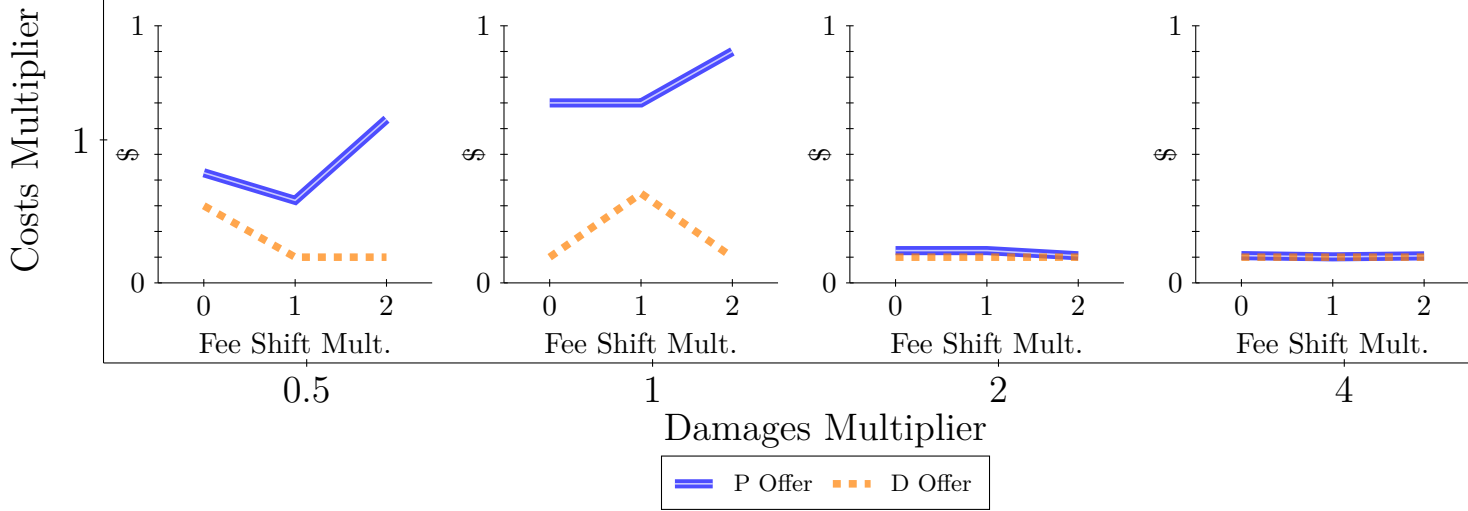 Costs Multiplier
1
1
$
0
0 1 2
Fee Shift Mult.
1
$
0
0 1 2
Fee Shift Mult.
1
$
0
0 1 2
Fee Shift Mult.
1
$
0
0 1 2
Fee Shift Mult.
0.5 1 2 4
Damages Multiplier
P Offer D Offer